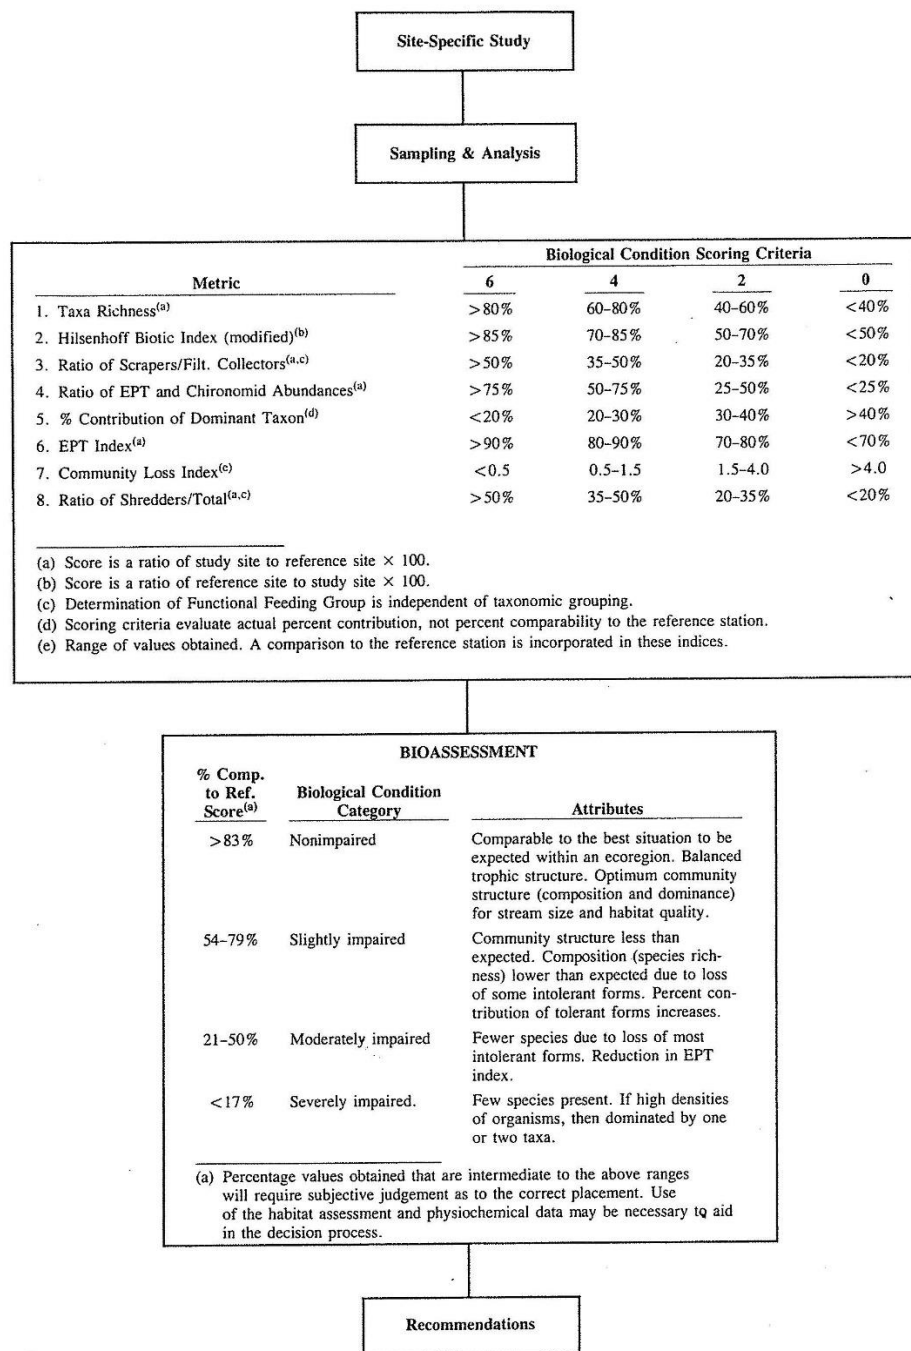 Site-Specific Study
Sampling & Analysis
Biological Condition Scoring Criteria
Metric 6 4 2 0
1. Taxa Richness(a) >80% 60–80% 40–60% <40%
2. Hilsenhoff Biotic Index (modified)(b) >85% 70–85% 50–70% <50%
3. Ratio of Scrapers/Filt. Collectors(a,c) >50% 35–50% 20–35% <20%
4. Ratio of EPT and Chironomid Abundances(a) >75% 50–75% 25–50% <25%
5. % Contribution of Dominant Taxon(d) <20% 20–30% 30–40% >40%
6. EPT Index(a) >90% 80–90% 70–80% <70%
7. Community Loss Index(e) <0.5 0.5–1.5 1.5–4.0 >4.0
8. Ratio of Shredders/Total(a,c) >50% 35–50% 20–35% <20%
(a) Score is a ratio of study site to reference site × 100.
(b) Score is a ratio of reference site to study site × 100.
(c) Determination of Functional Feeding Group is independent of taxonomic grouping.
(d) Scoring criteria evaluate actual percent contribution, not percent comparability to the reference station.
(e) Range of values obtained. A comparison to the reference station is incorporated in these indices.
BIOASSESSMENT
% Comp.
to Ref. Biological Condition
Score(a) Category Attributes
>83% Nonimpaired Comparable to the best situation to be
expected within an ecoregion. Balanced
trophic structure. Optimum community
structure (composition and dominance)
for stream size and habitat quality.
54–79% Slightly impaired Community structure less than
expected. Composition (species rich-
ness) lower than expected due to loss
of some intolerant forms. Percent con-
tribution of tolerant forms increases.
21–50% Moderately impaired Fewer species due to loss of most
intolerant forms. Reduction in EPT
index.
<17% Severely impaired. Few species present. If high densities
of organisms, then dominated by one
or two taxa.
(a) Percentage values obtained that are intermediate to the above ranges
will require subjective judgement as to the correct placement. Use
of the habitat assessment and physiochemical data may be necessary to aid
in the decision process.
Recommendations